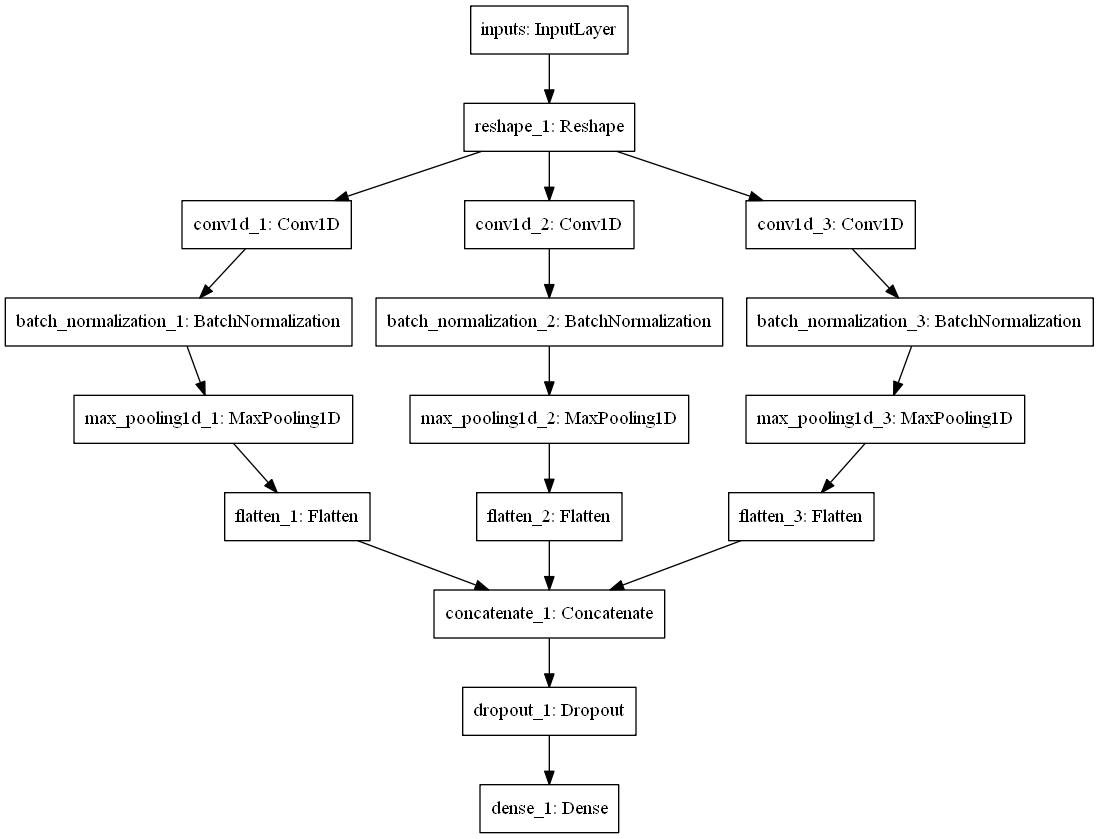 inputs: InputLayer
reshape_1: Reshape
conv1d_1: Conv1D
conv1d_2: Conv1D
conv1d_3: Conv1D
batch_normalization_1: BatchNormalization
batch_normalization_2: BatchNormalization
batch_normalization_3: BatchNormalization
max_pooling1d_1: MaxPooling1D
max_pooling1d_2: MaxPooling1D
max_pooling1d_3: MaxPooling1D
flatten_1: Flatten
flatten_2: Flatten
flatten_3: Flatten
concatenate_1: Concatenate
dropout_1: Dropout
dense_1: Dense